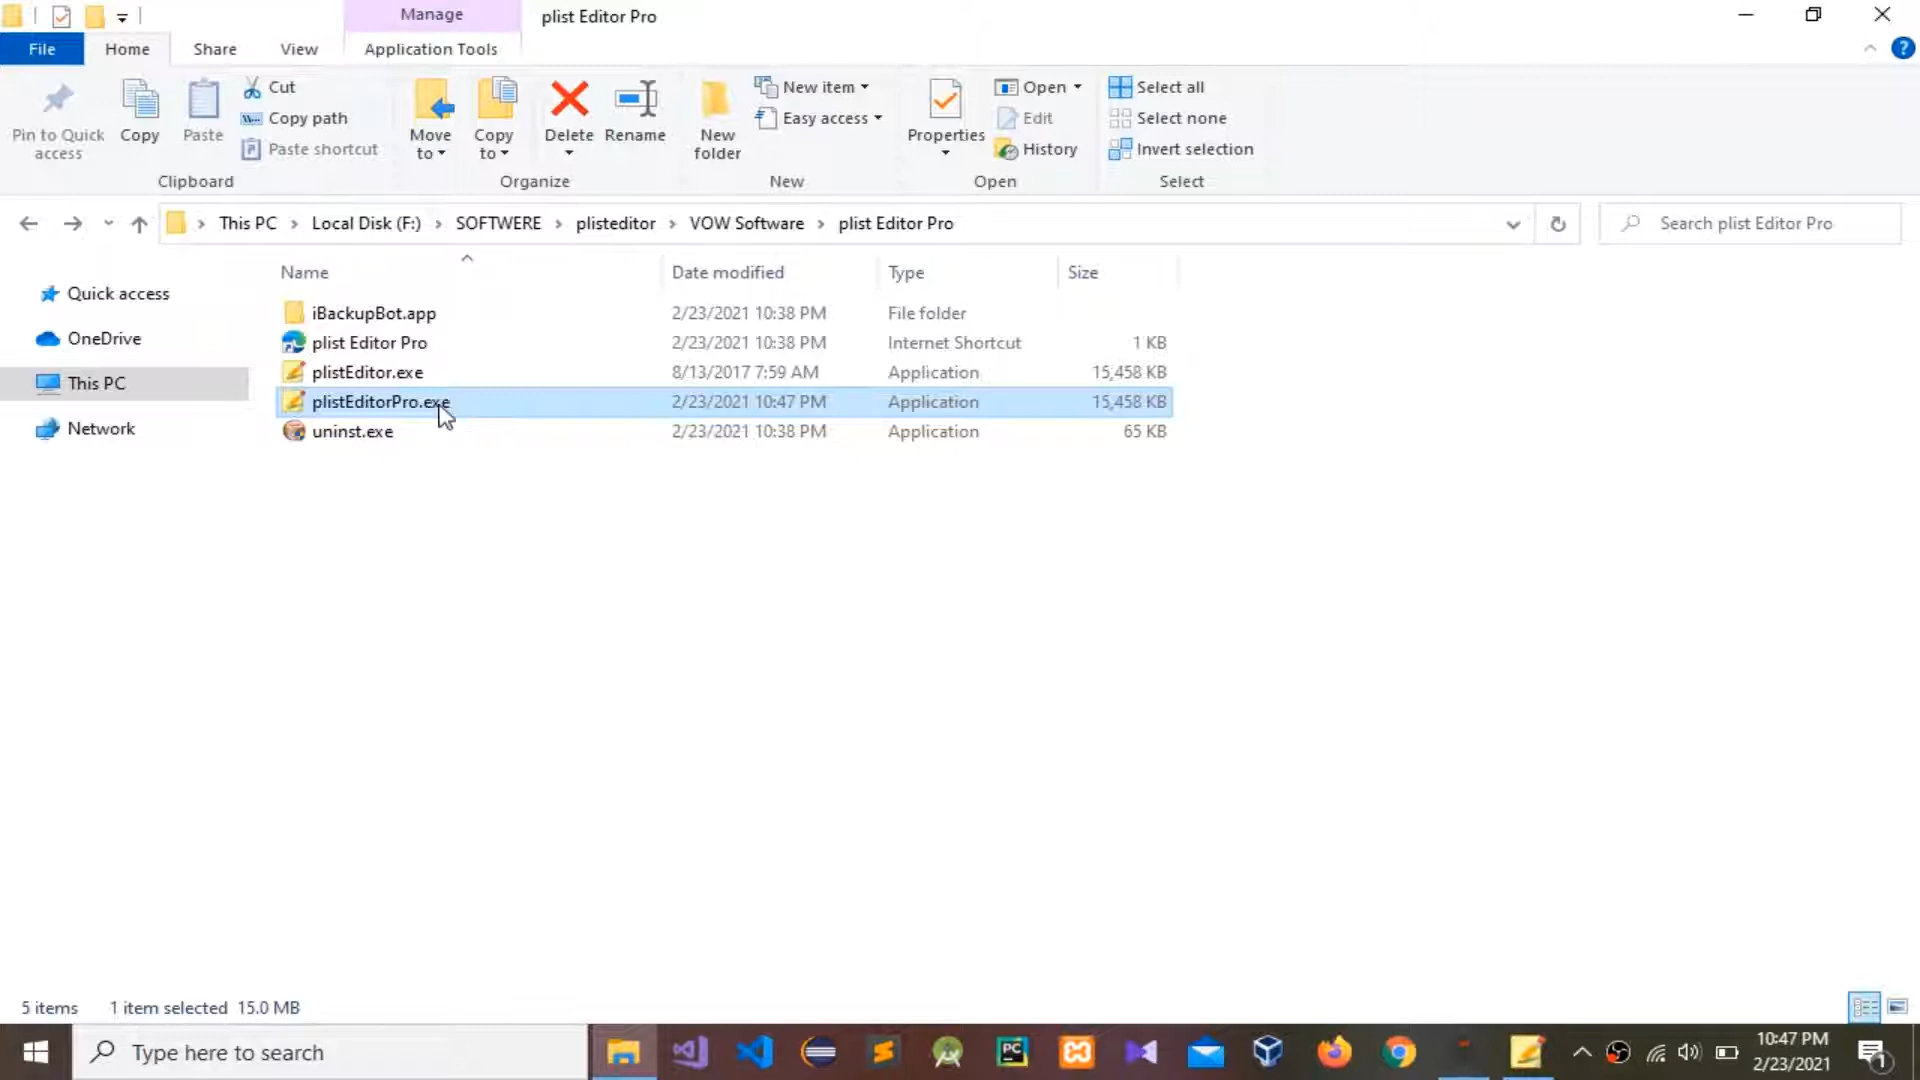 Manage
plist Editor Pro
File
Home
Share
View
Application Tools
Pin to Quick
access
Copy
Paste
Cut
Copy path
Paste shortcut
Clipboard
Move
to
Copy
to
Delete
Rename
Organize
New
folder
New item
Easy access
New
Properties
Open
Edit
History
Open
Select all
Select none
Invert selection
Select
This PC
Local Disk (F:)
SOFTWERE
plisteditor
VOW Software
plist Editor Pro
Search plist Editor Pro
Quick access
OneDrive
This PC
Network
Name Date modified Type Size
iBackupBot.app 2/23/2021 10:38 PM File folder
plist Editor Pro 2/23/2021 10:38 PM Internet Shortcut 1 KB
plistEditor.exe 8/13/2017 7:59 AM Application 15,458 KB
plistEditorPro.exe 2/23/2021 10:47 PM Application 15,458 KB
uninst.exe 2/23/2021 10:38 PM Application 65 KB
5 items 1 item selected 15.0 MB
Type here to search
PC
10:47 PM
2/23/2021
1